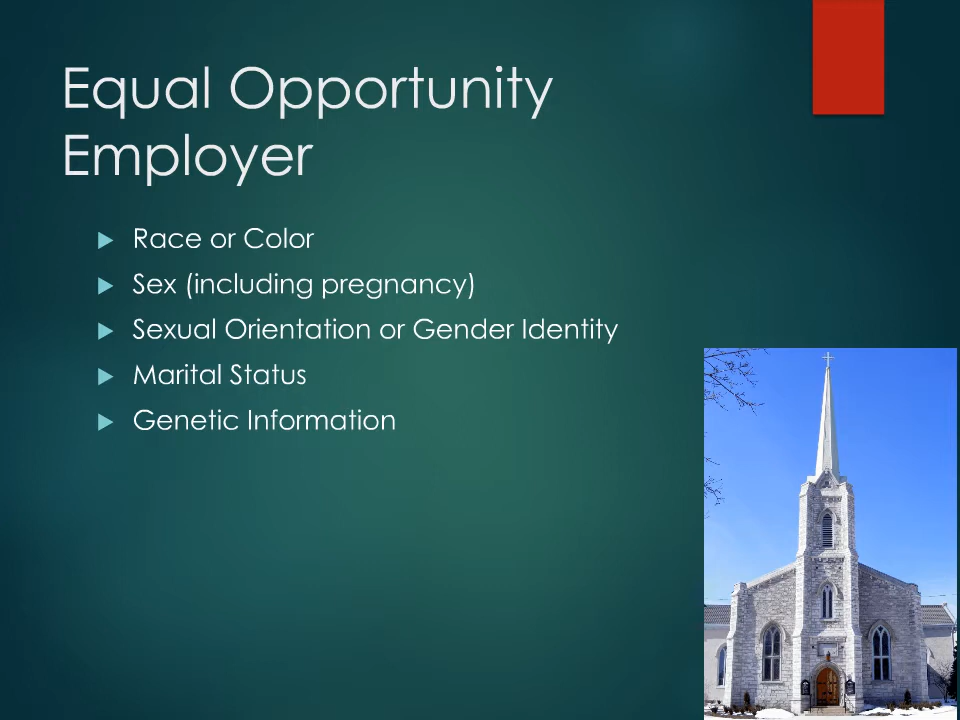 Equal Opportunity
Employer
Race or Color
Sex (including pregnancy)
Sexual Orientation or Gender Identity
Marital Status
Genetic Information